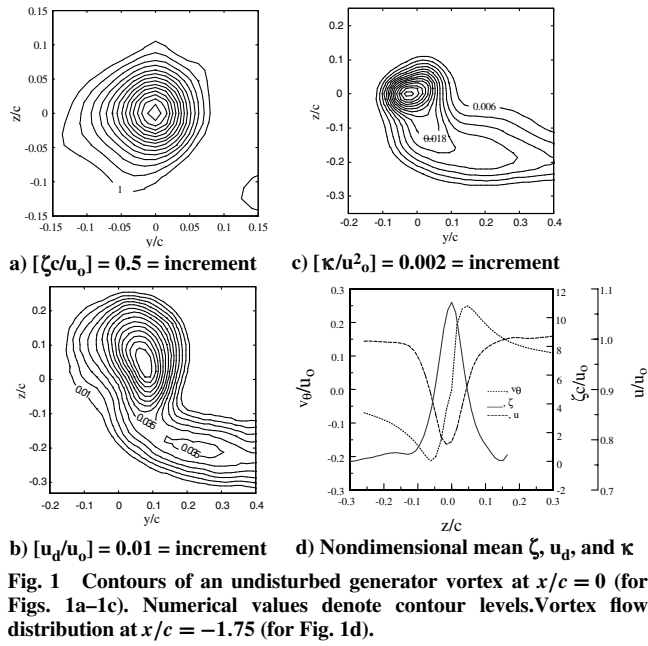 0.15
0.10
0.05
0
-0.05
-0.10
-0.15
z/c
1
-0.15 -0.10 -0.05 0 0.05 0.10 0.15
y/c
a) [ζc/u₀] = 0.5 = increment
0.2
0.1
0
-0.1
-0.2
-0.3
z/c
0.006
0.018
-0.2 -0.1 0 0.1 0.2 0.3 0.4
y/c
c) [κ/u²₀] = 0.002 = increment
0.2
0.1
0
-0.1
-0.2
-0.3
z/c
0.01
0.035
0.035
-0.2 -0.1 0 0.1 0.2 0.3 0.4
y/c
b) [u_d/u₀] = 0.01 = increment
0.3
0.2
0.1
0.0
-0.1
-0.2
-0.3
v_θ/u₀
, v_θ
, ζ
, u
12
10
8
6
4
2
0
-2
ζc/u₀
1.1
1.0
0.9
0.8
0.7
u/u₀
-0.3 -0.2 -0.1 0.0 0.1 0.2 0.3
z/c
d) Nondimensional mean ζ, u_d, and κ
Fig. 1 Contours of an undisturbed generator vortex at x/c = 0 (for
Figs. 1a–1c). Numerical values denote contour levels.Vortex flow
distribution at x/c = −1.75 (for Fig. 1d).